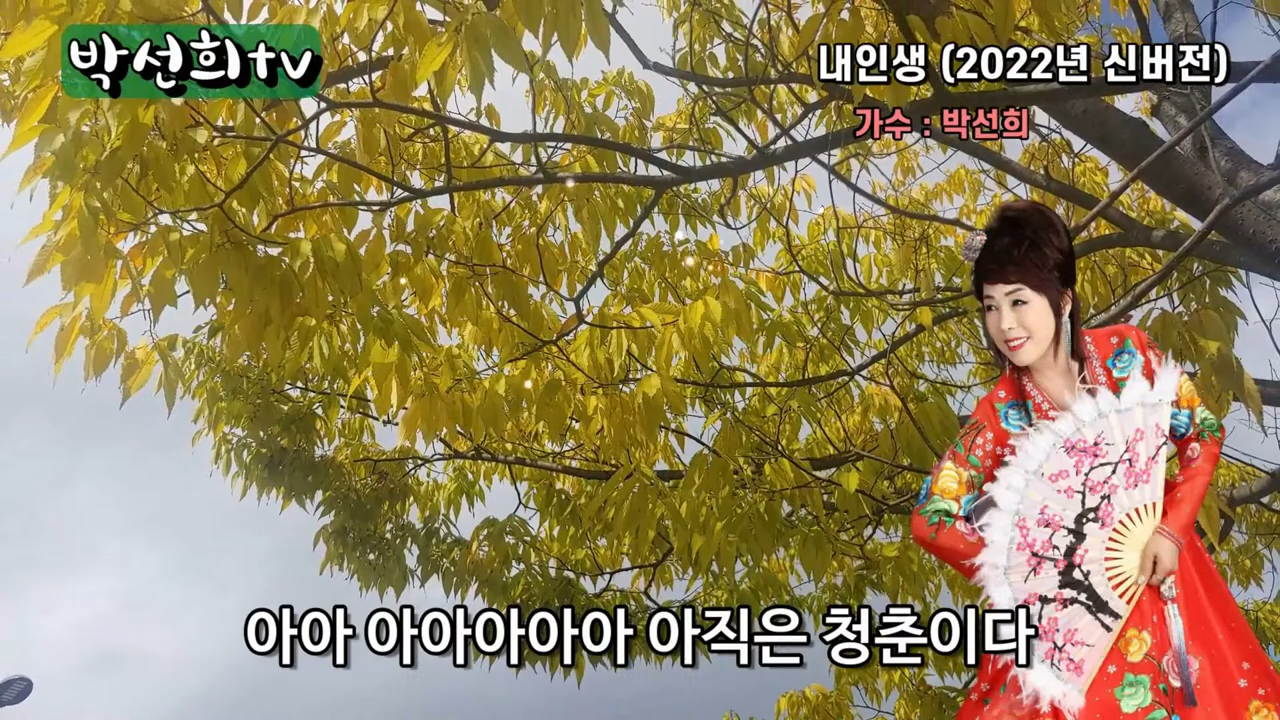 박선희tv
내인생 (2022년 신버전)
가수 : 박선희
아아 아아아아아 아직은 청춘이다